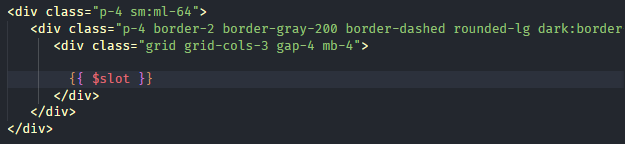 <div class="p-4 sm:ml-64">
<div class="p-4 border-2 border-gray-200 border-dashed rounded-lg dark:border
<div class="grid grid-cols-3 gap-4 mb-4">
{{ $slot }}
</div>
</div>
</div>